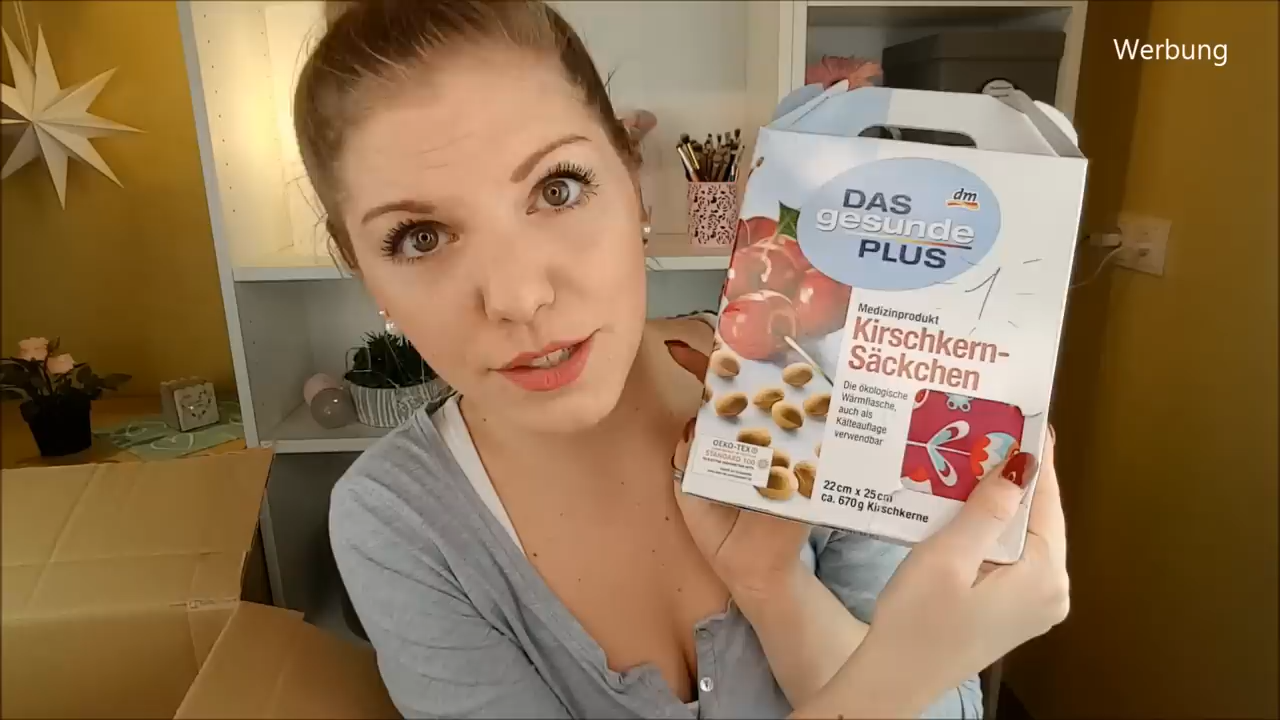 Werbung
dm
DAS
gesunde
PLUS
Medizinprodukt
Kirschkern-
Säckchen
Die ökologische
Wärmflasche,
auch als
Kälteauflage
verwendbar
OEKO-TEX®
STANDARD 100
22cm x 25cm
ca. 670g Kirschkerne